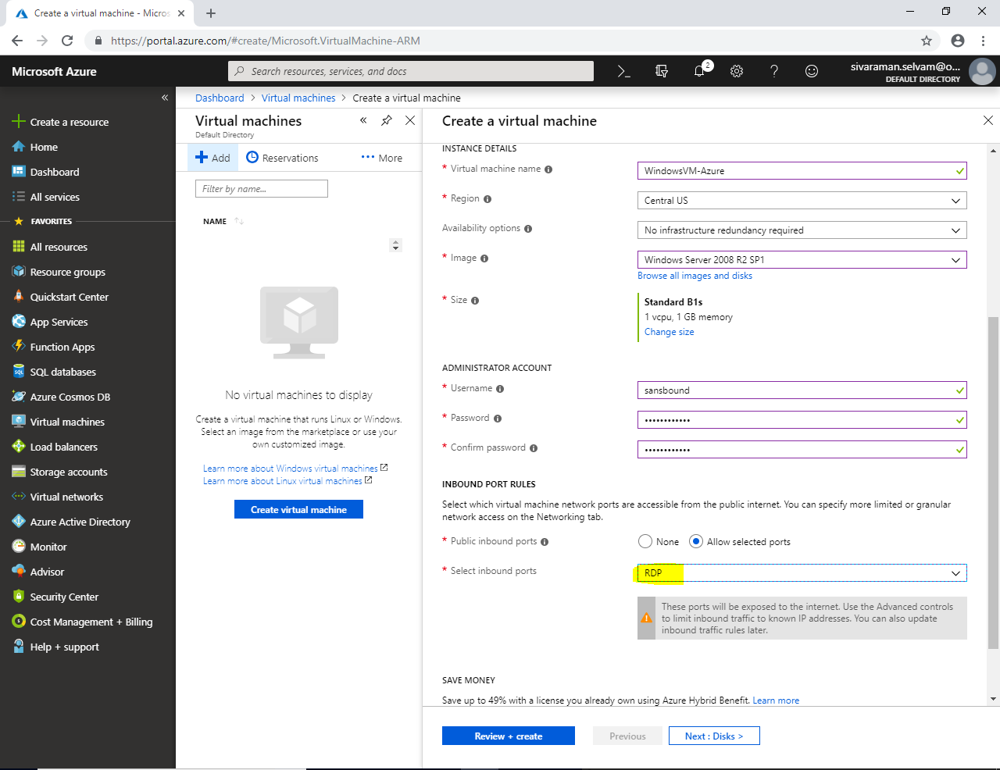 Create a virtual machine - Micros
https://portal.azure.com/#create/Microsoft.VirtualMachine-ARM
Microsoft Azure
Search resources, services, and docs
2
sivaraman.selvam@o...
DEFAULT DIRECTORY
Create a resource
Home
Dashboard
All services
FAVORITES
All resources
Resource groups
Quickstart Center
App Services
Function Apps
SQL databases
Azure Cosmos DB
Virtual machines
Load balancers
Storage accounts
Virtual networks
Azure Active Directory
Monitor
Advisor
Security Center
Cost Management + Billing
Help + support
Dashboard > Virtual machines > Create a virtual machine
Virtual machines
Default Directory
Add
Reservations
More
Filter by name...
NAME
No virtual machines to display
Create a virtual machine that runs Linux or Windows.
Select an image from the marketplace or use your
own customized image.
Learn more about Windows virtual machines
Learn more about Linux virtual machines
Create virtual machine
Create a virtual machine
INSTANCE DETAILS
* Virtual machine name
WindowsVM-Azure
* Region
Central US
Availability options
No infrastructure redundancy required
* Image
Windows Server 2008 R2 SP1
Browse all images and disks
* Size
Standard B1s
1 vcpu, 1 GB memory
Change size
ADMINISTRATOR ACCOUNT
* Username
sansbound
* Password
••••••••••••
* Confirm password
••••••••••••
INBOUND PORT RULES
Select which virtual machine network ports are accessible from the public internet. You can specify more limited or granular
network access on the Networking tab.
* Public inbound ports
None
Allow selected ports
* Select inbound ports
RDP
These ports will be exposed to the internet. Use the Advanced controls
to limit inbound traffic to known IP addresses. You can also update
inbound traffic rules later.
SAVE MONEY
Save up to 49% with a license you already own using Azure Hybrid Benefit. Learn more
Review + create
Previous
Next : Disks >